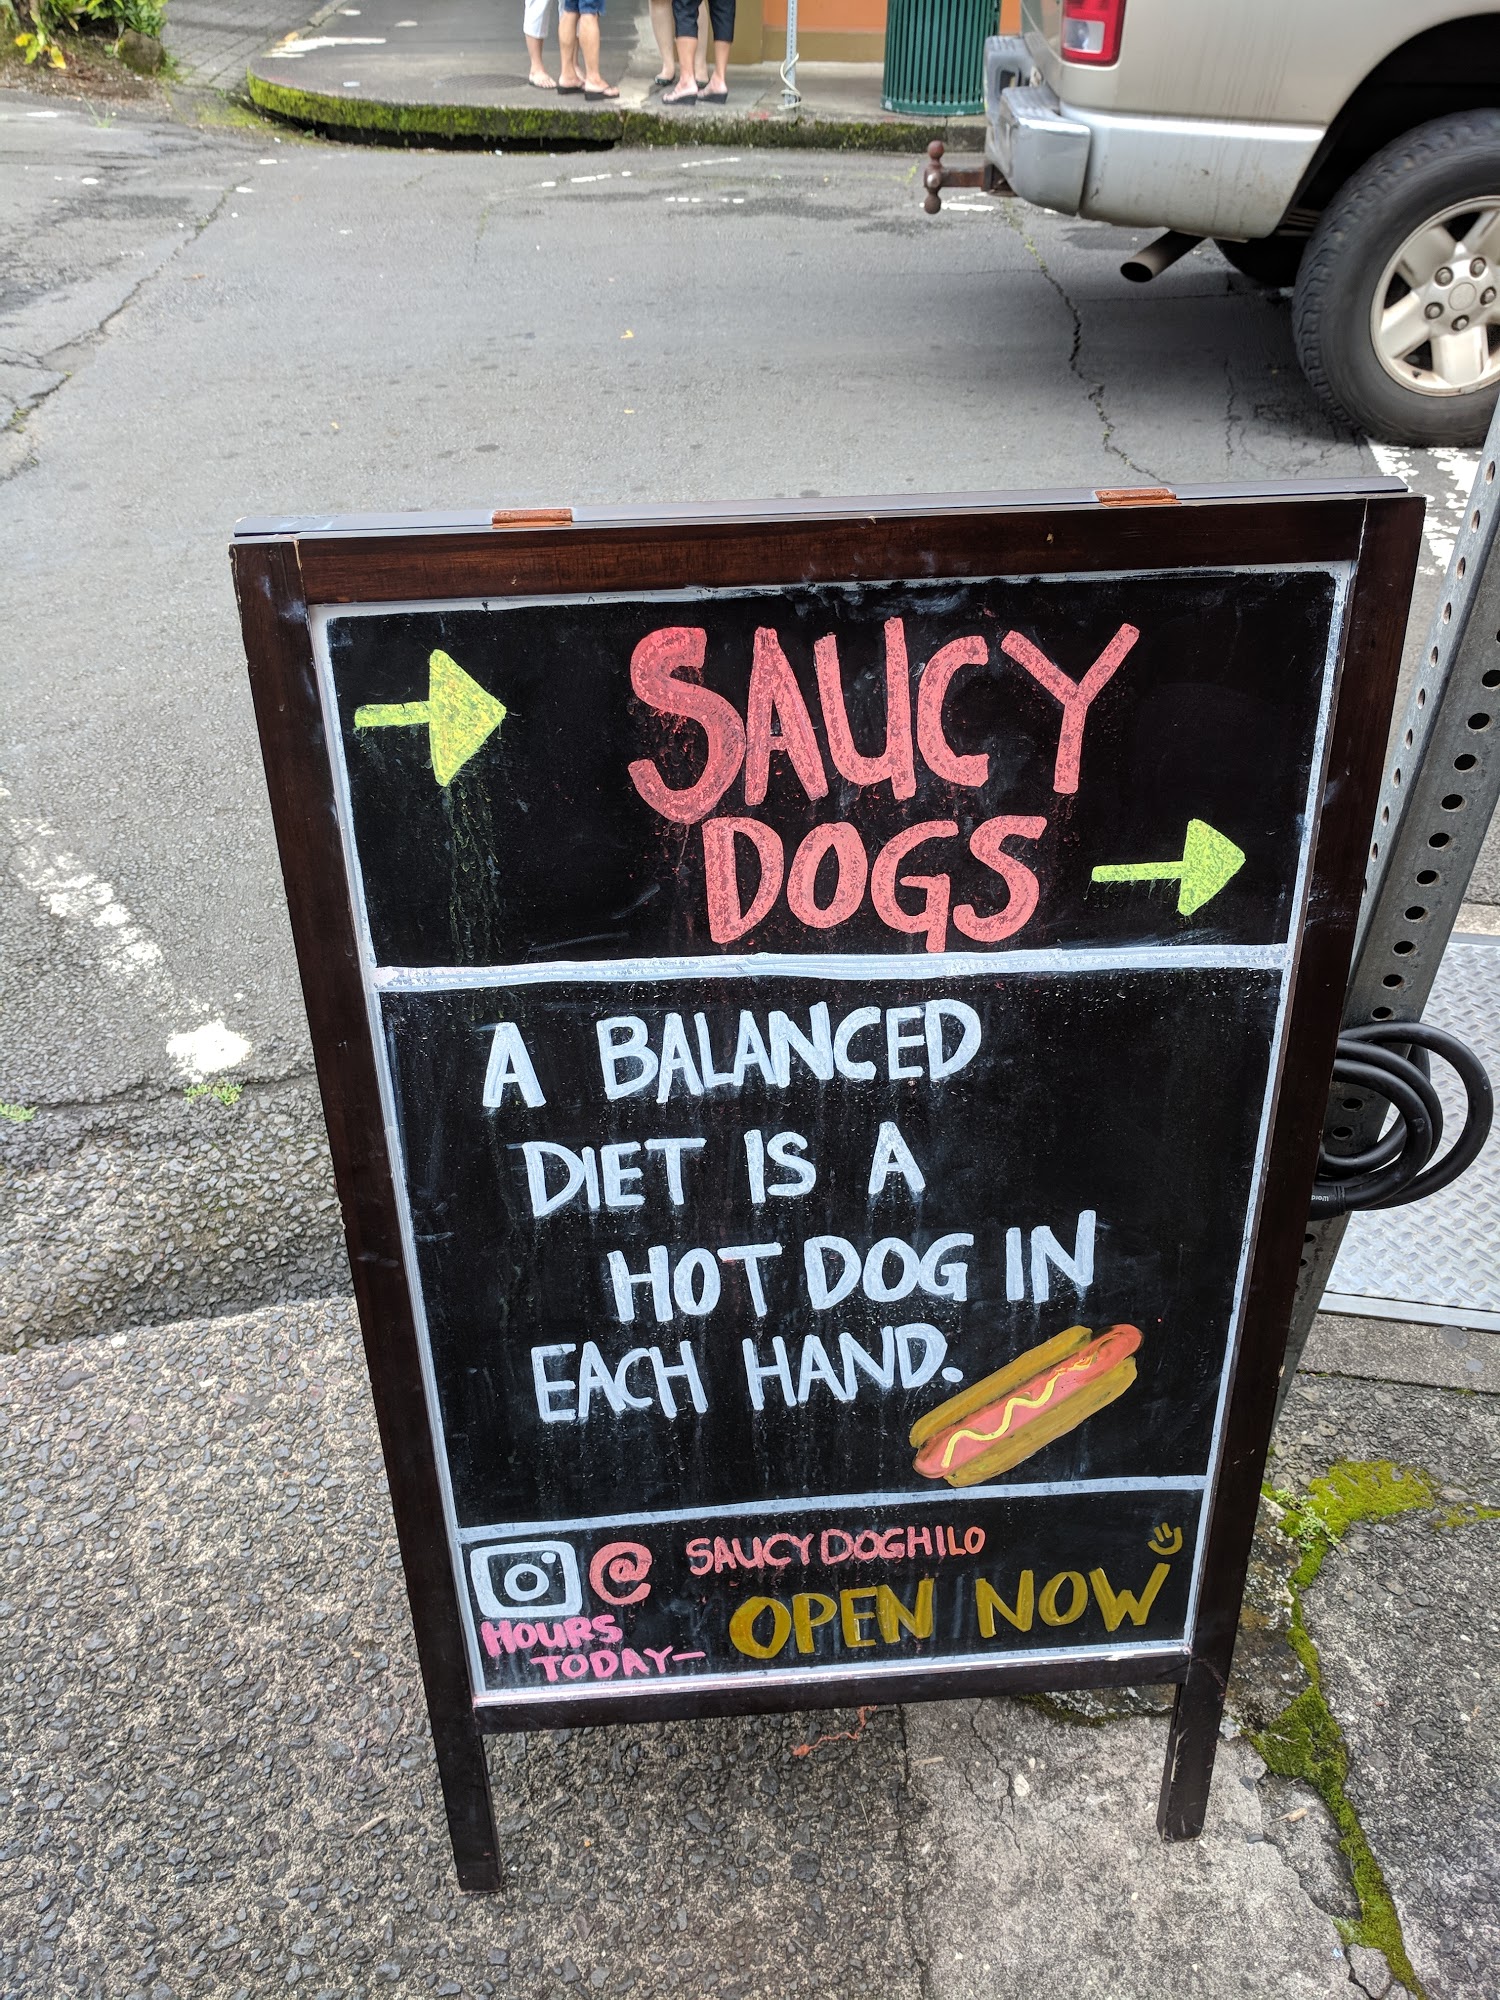 SAUCY
DOGS
A BALANCED
DIET IS A
HOT DOG IN
EACH HAND.
@ SAUCYDOGHILO
HOURS
TODAY—
OPEN NOW